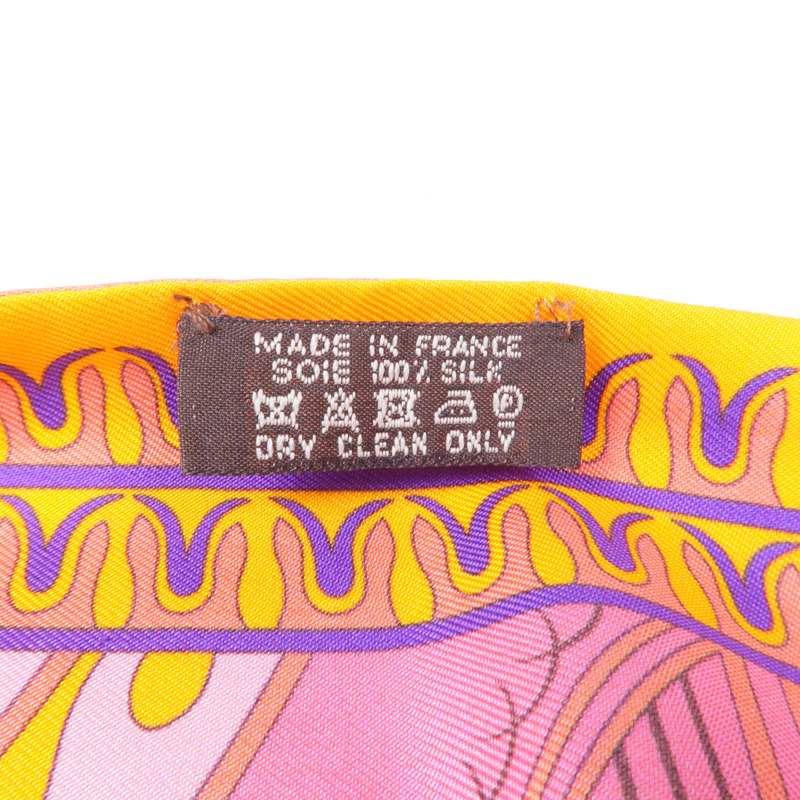 MADE IN FRANCE
SOIE 100% SILK
P
DRY CLEAN ONLY